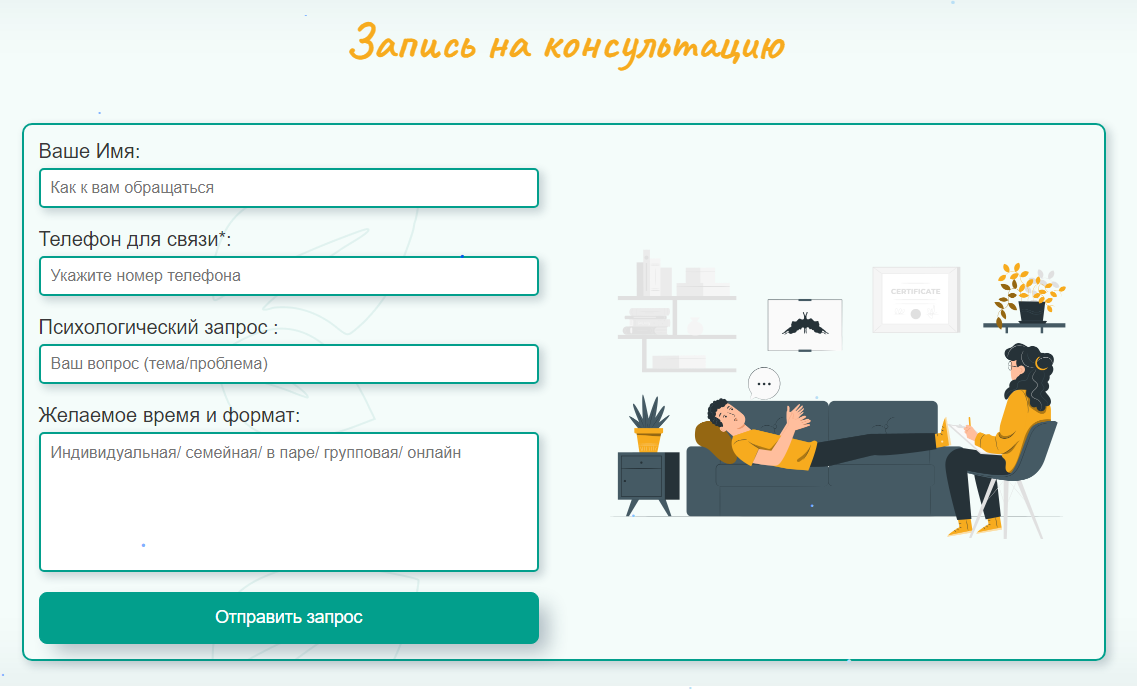 Запись на консультацию
Ваше Имя:
Как к вам обращаться
Телефон для связи*:
Укажите номер телефона
Психологический запрос :
Ваш вопрос (тема/проблема)
Желаемое время и формат:
Индивидуальная/ семейная/ в паре/ групповая/ онлайн
Отправить запрос
CERTIFICATE